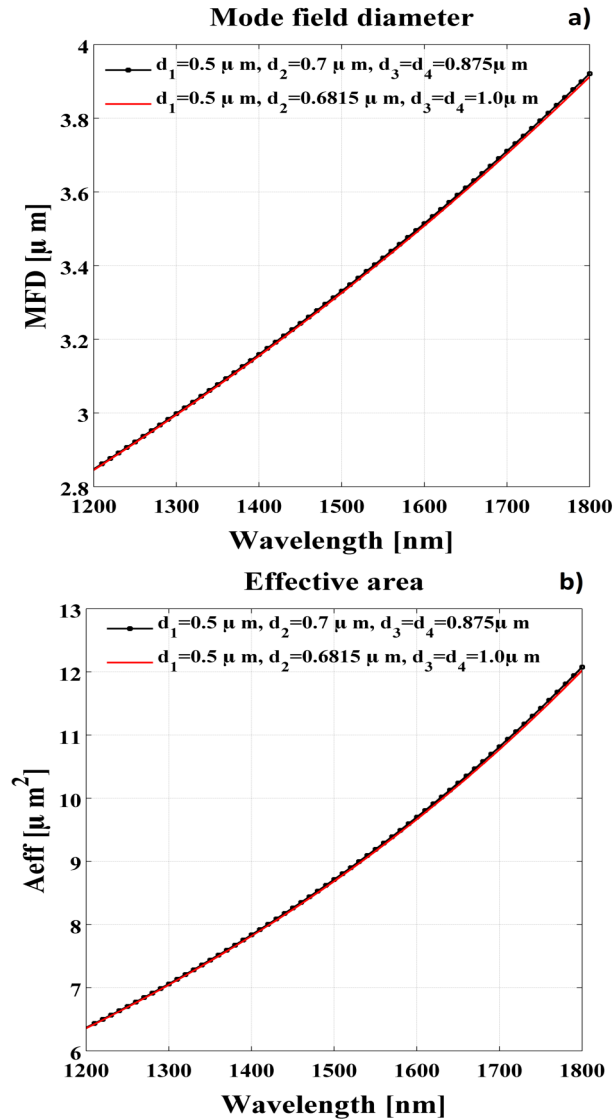 Mode field diameter a)
4
d₁=0.5 μ m, d₂=0.7 μ m, d₃=d₄=0.875μ m
d₁=0.5 μ m, d₂=0.6815 μ m, d₃=d₄=1.0μ m
3.8
3.6
3.4
3.2
3
2.8
MFD [μ m]
1200 1300 1400 1500 1600 1700 1800
Wavelength [nm]
Effective area b)
13
d₁=0.5 μ m, d₂=0.7 μ m, d₃=d₄=0.875μ m
d₁=0.5 μ m, d₂=0.6815 μ m, d₃=d₄=1.0μ m
12
11
10
9
8
7
6
Aeff [μ m²]
1200 1300 1400 1500 1600 1700 1800
Wavelength [nm]